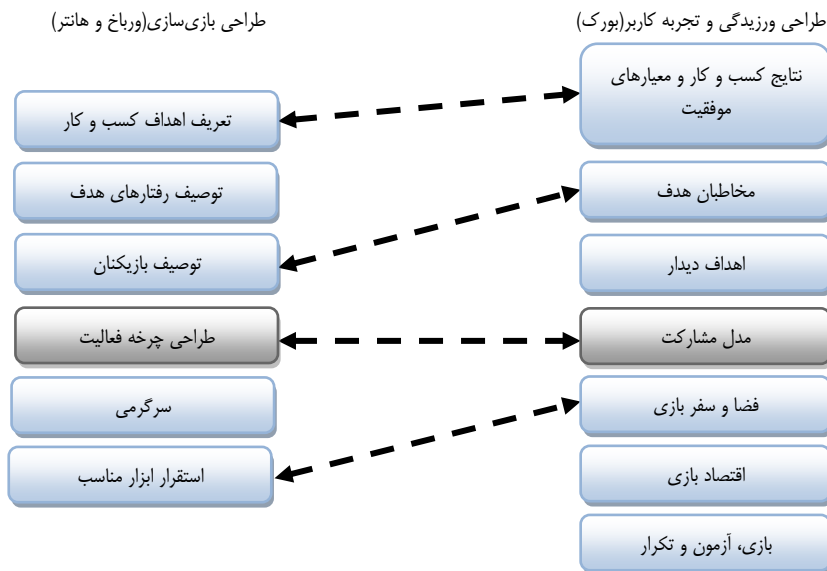 طراحی ورزیدگی و تجربه کاربر(بورک)
نتایج کسب و کار و معیارهای
موفقیت
مخاطبان هدف
اهداف دیدار
مدل مشارکت
فضا و سفر بازی
اقتصاد بازی
بازی، آزمون و تکرار
طراحی بازی‌سازی(ورباخ و هانتر)
تعریف اهداف کسب و کار
توصیف رفتارهای هدف
توصیف بازیکنان
طراحی چرخه فعالیت
سرگرمی
استقرار ابزار مناسب